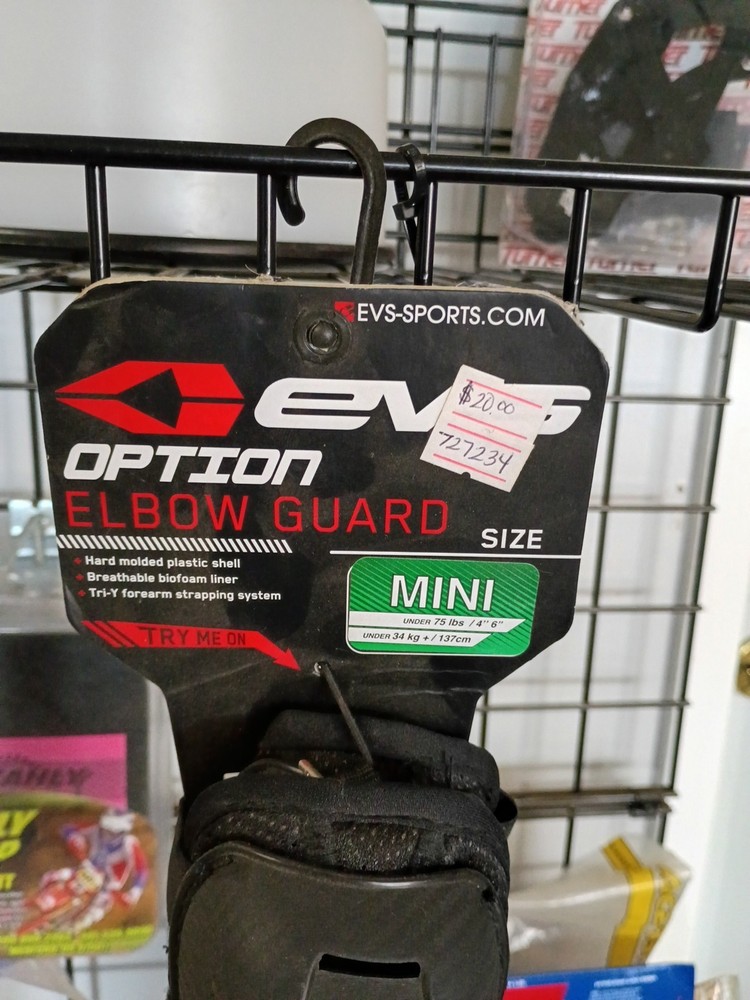 Turner
EVS-SPORTS.COM
evs
$20.00
727234
OPTION
ELBOW GUARD
SIZE
Hard molded plastic shell
Breathable biofoam liner
Tri-Y forearm strapping system
MINI
UNDER 75 lbs / 4" 6"
UNDER 34 kg + / 137cm
TRY ME ON